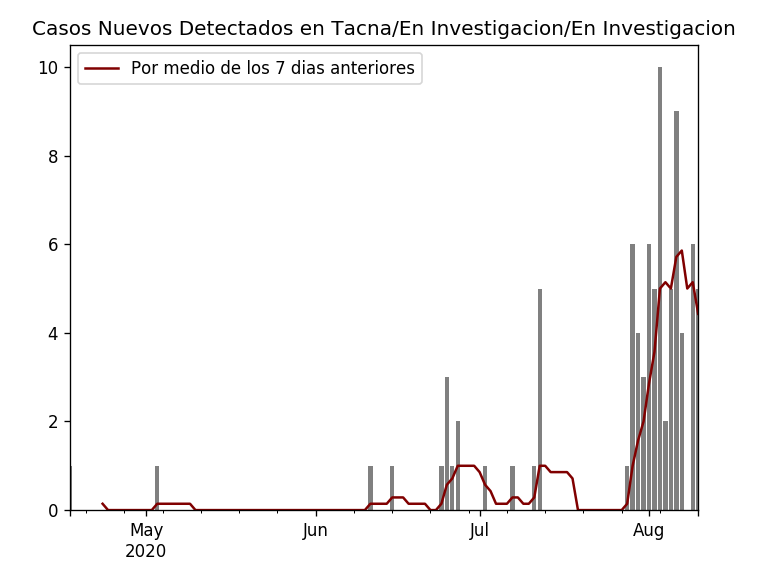 Casos Nuevos Detectados en Tacna/En Investigacion/En Investigacion
Por medio de los 7 dias anteriores
10
8
6
4
2
0
May
2020
Jun
Jul
Aug